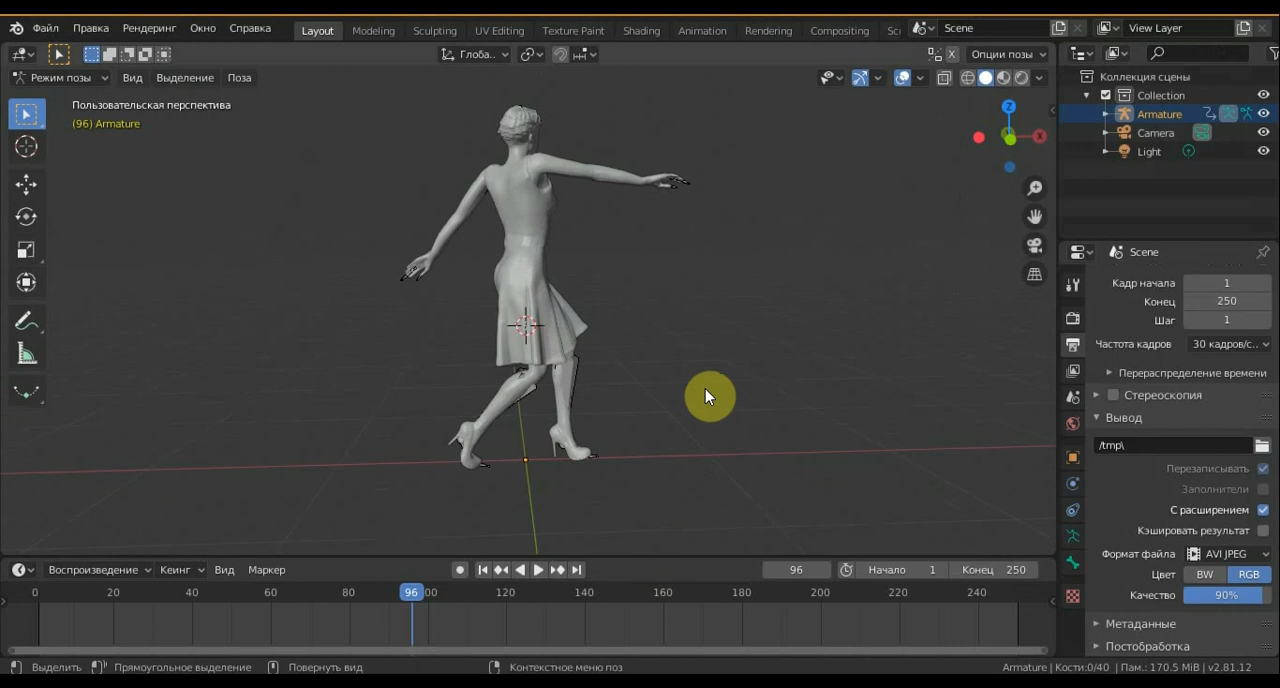 Файл Правка Рендеринг Окно Справка Layout Modeling Sculpting UV Editing Texture Paint Shading Animation Rendering Compositing Sc Scene View Layer
Глоба.. Опции позы
Режим позы Вид Выделение Поза
Пользовательская перспектива
(96) Armature
Z
X
Коллекция сцены
Collection
Armature
Camera
Light
Scene
Кадр начала 1
Конец 250
Шаг 1
Частота кадров 30 кадров/с..
Перераспределение времени
Стереоскопия
Вывод
/tmp\
Перезаписывать
Заполнители
С расширением
Кэшировать результат
Формат файла AVI JPEG
Цвет BW RGB
Качество 90%
Метаданные
Постобработка
Воспроизведение Кеинг Вид Маркер 96 Начало 1 Конец 250
0 20 40 60 80 96 00 120 140 160 180 200 220 240
Выделить Прямоугольное выделение Повернуть вид Контекстное меню поз Armature | Кости:0/40 | Пам.: 170.5 MiB | v2.81.12